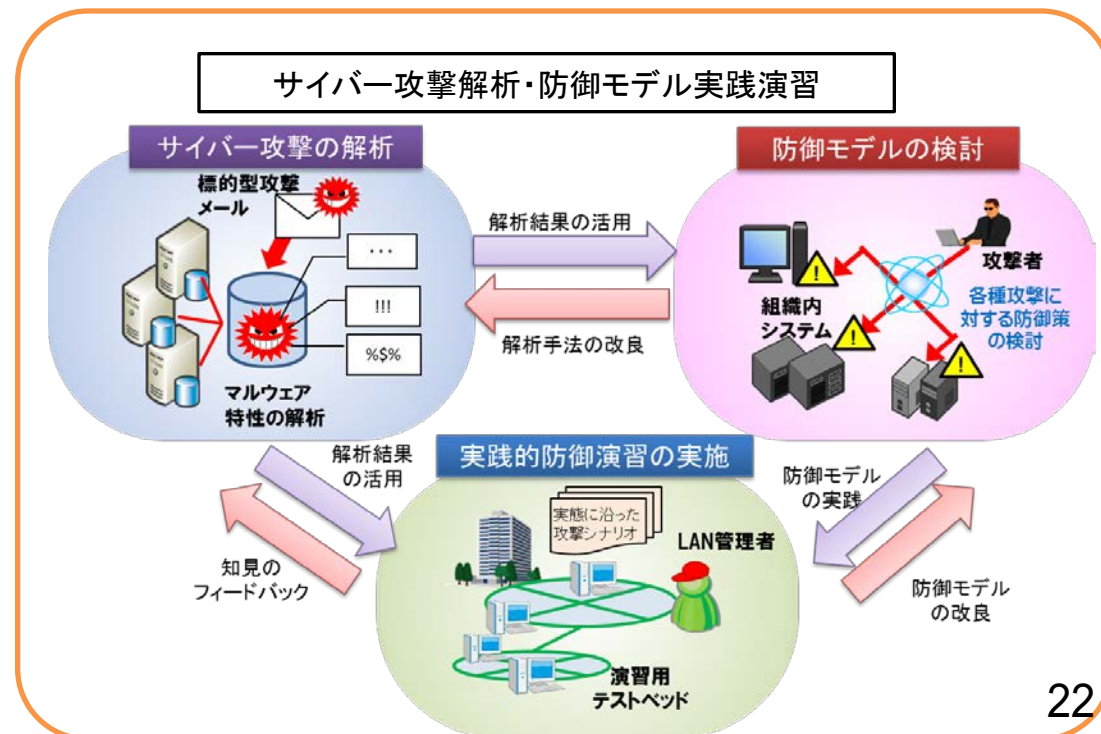 サイバー攻撃解析・防御モデル実践演習
サイバー攻撃の解析
標的型攻撃
メール
・・・
!!!
%$%
マルウェア
特性の解析
解析結果の活用
解析手法の改良
防御モデルの検討
攻撃者
組織内
システム
各種攻撃に
対する防御策
の検討
解析結果
の活用
知見の
フィードバック
実践的防御演習の実施
実態に沿った
攻撃シナリオ
LAN管理者
演習用
テストベッド
防御モデル
の実践
防御モデル
の改良
22